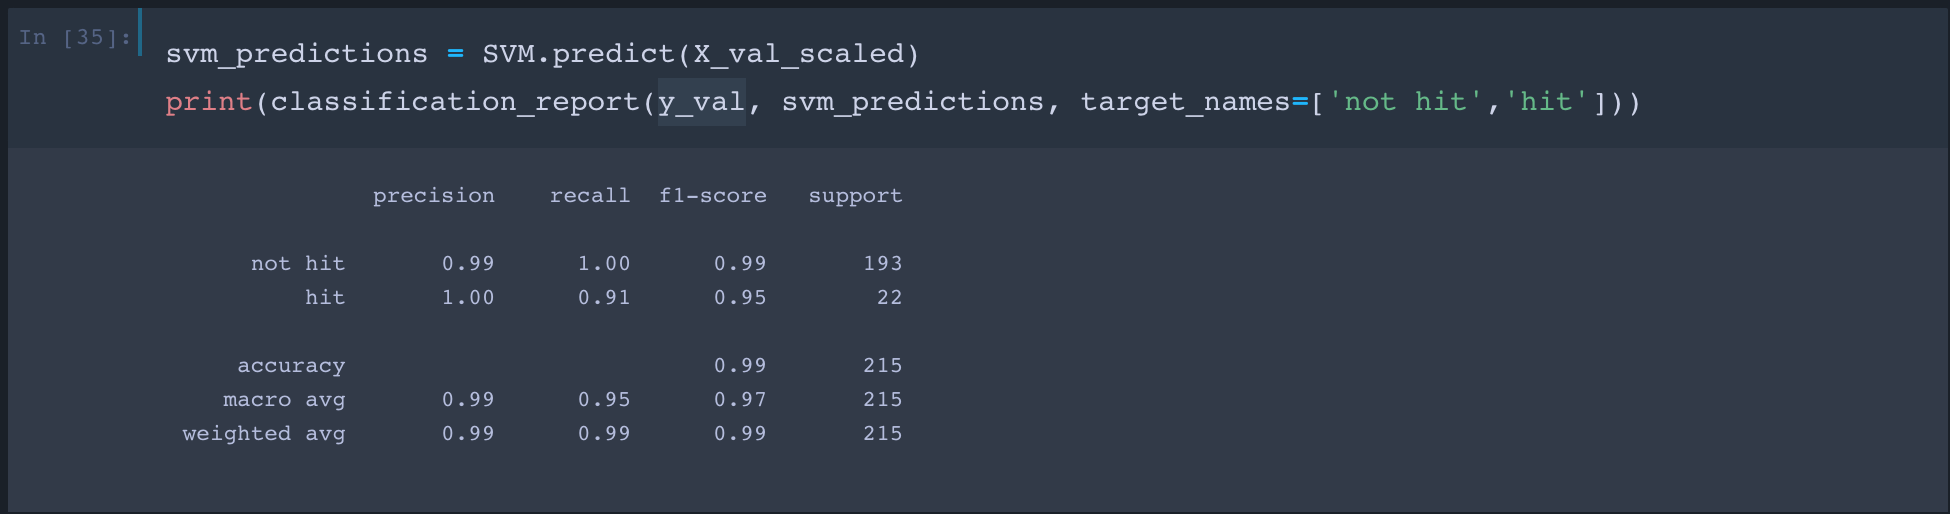 In [35]:
svm_predictions = SVM.predict(X_val_scaled)
print(classification_report(y_val, svm_predictions, target_names=['not hit','hit']))
precision recall f1-score support
not hit 0.99 1.00 0.99 193
hit 1.00 0.91 0.95 22
accuracy 0.99 215
macro avg 0.99 0.95 0.97 215
weighted avg 0.99 0.99 0.99 215